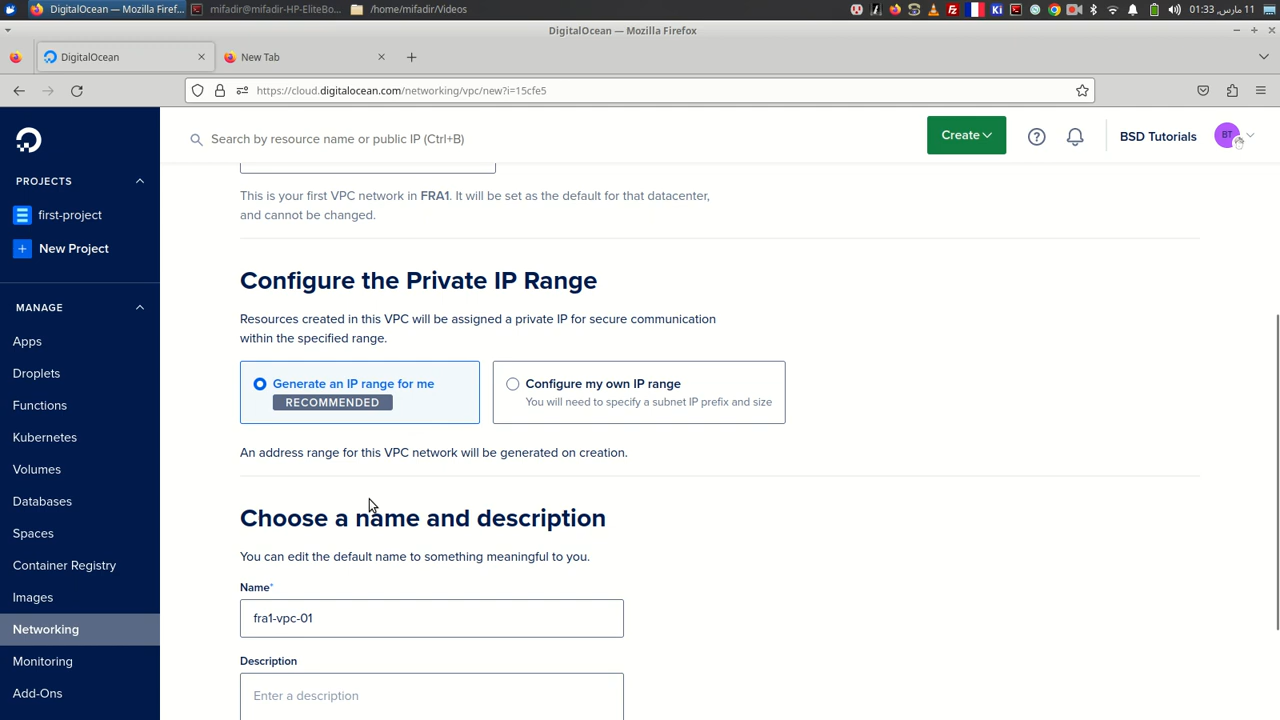 DigitalOcean — Mozilla Firef...
mifadir@mifadir-HP-EliteBo...
/home/mifadir/Videos
Ki
11 مارس, 01:33
DigitalOcean — Mozilla Firefox
DigitalOcean
New Tab
https://cloud.digitalocean.com/networking/vpc/new?i=15cfe5
Search by resource name or public IP (Ctrl+B)
Create
BSD Tutorials
BT
PROJECTS
first-project
New Project
MANAGE
Apps
Droplets
Functions
Kubernetes
Volumes
Databases
Spaces
Container Registry
Images
Networking
Monitoring
Add-Ons
This is your first VPC network in FRA1. It will be set as the default for that datacenter,
and cannot be changed.
Configure the Private IP Range
Resources created in this VPC will be assigned a private IP for secure communication
within the specified range.
Generate an IP range for me
RECOMMENDED
Configure my own IP range
You will need to specify a subnet IP prefix and size
An address range for this VPC network will be generated on creation.
Choose a name and description
You can edit the default name to something meaningful to you.
Name*
fra1-vpc-01
Description
Enter a description